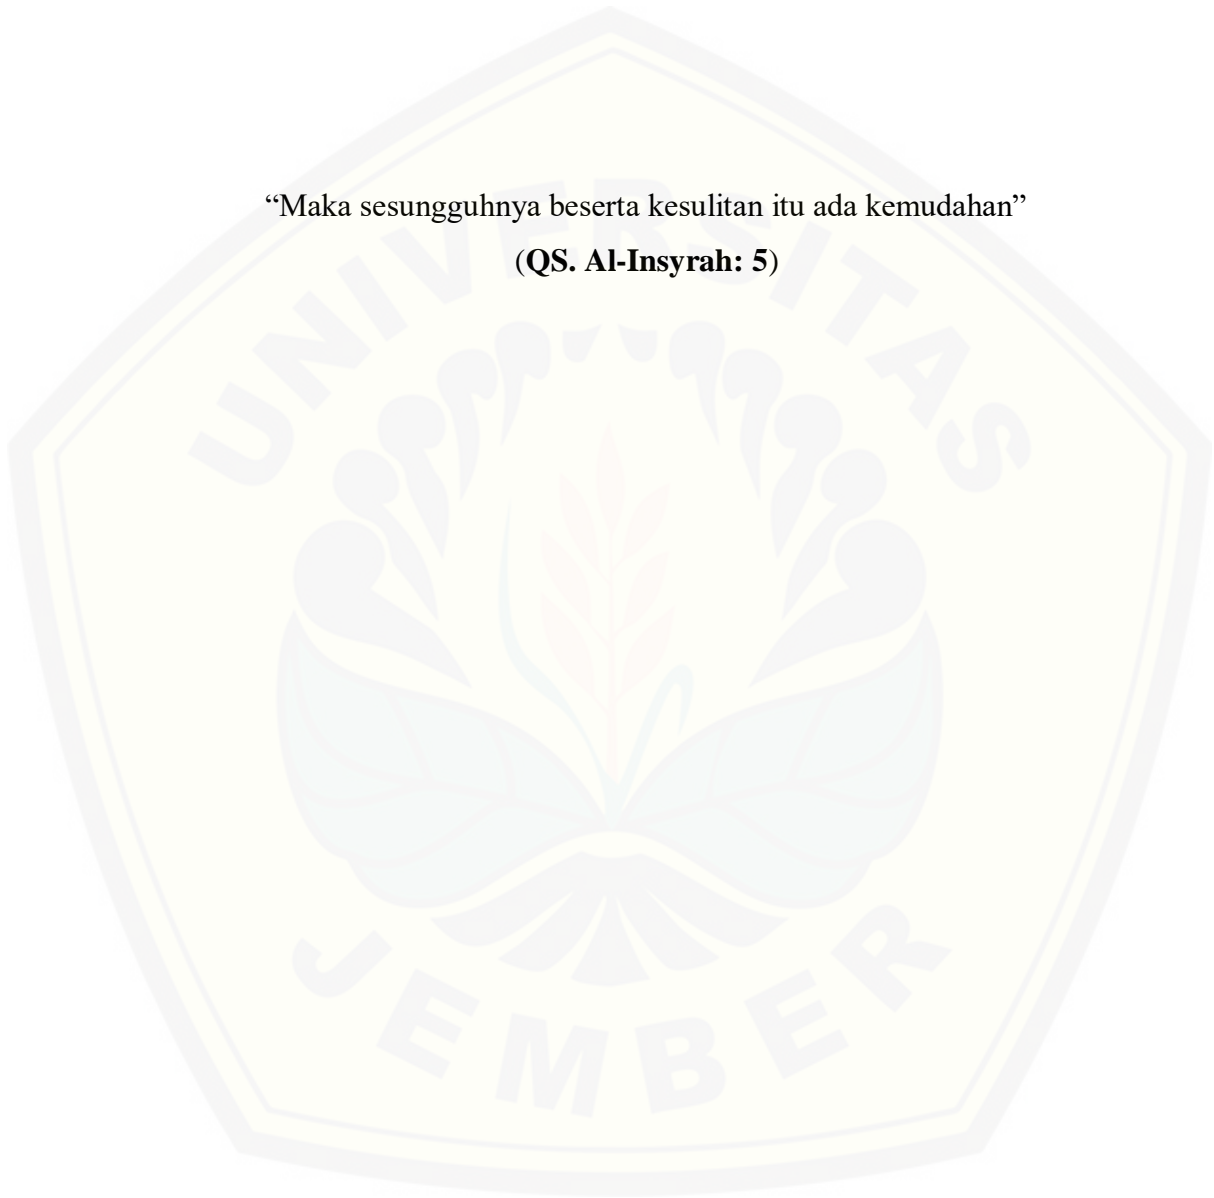 “Maka sesungguhnya beserta kesulitan itu ada kemudahan”
(QS. Al-Insyrah: 5)
UNIVERSITAS
JEMBER